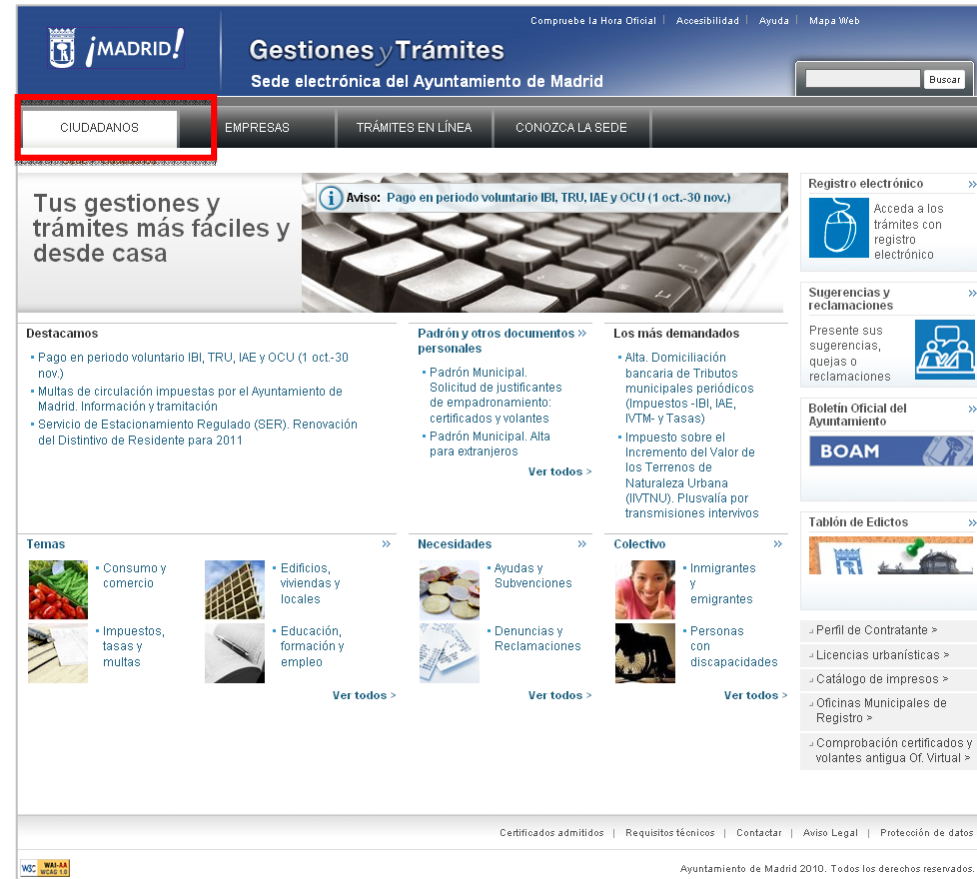 Compruebe la Hora Oficial | Accesibilidad | Ayuda | Mapa Web
¡MADRID!
Gestiones y Trámites
Sede electrónica del Ayuntamiento de Madrid
Buscar
CIUDADANOS
EMPRESAS
TRÁMITES EN LÍNEA
CONOZCA LA SEDE
Tus gestiones y
trámites más fáciles y
desde casa
Aviso: Pago en periodo voluntario IBI, TRU, IAE y OCU (1 oct.-30 nov.)
Destacamos
Pago en periodo voluntario IBI, TRU, IAE y OCU (1 oct.-30
nov.)
Multas de circulación impuestas por el Ayuntamiento de
Madrid. Información y tramitación
Servicio de Estacionamiento Regulado (SER). Renovación
del Distintivo de Residente para 2011
Padrón y otros documentos »
personales
Padrón Municipal.
Solicitud de justificantes
de empadronamiento:
certificados y volantes
Padrón Municipal. Alta
para extranjeros
Ver todos >
Los más demandados
Alta. Domiciliación
bancaria de Tributos
municipales periódicos
(Impuestos -IBI, IAE,
IVTM- y Tasas)
Impuesto sobre el
Incremento del Valor de
los Terrenos de
Naturaleza Urbana
(IIVTNU). Plusvalía por
transmisiones intervivos
Temas »
Consumo y
comercio
Edificios,
viviendas y
locales
Impuestos,
tasas y
multas
Educación,
formación y
empleo
Ver todos >
Necesidades »
Ayudas y
Subvenciones
Denuncias y
Reclamaciones
Ver todos >
Colectivo »
Inmigrantes
y
emigrantes
Personas
con
discapacidades
Ver todos >
Registro electrónico »
Acceda a los
trámites con
registro
electrónico
Sugerencias y »
reclamaciones
Presente sus
sugerencias,
quejas o
reclamaciones
Boletín Oficial del »
Ayuntamiento
BOAM
Tablón de Edictos »
Perfil de Contratante >
Licencias urbanísticas >
Catálogo de impresos >
Oficinas Municipales de
Registro >
Comprobación certificados y
volantes antigua Of. Virtual >
Certificados admitidos | Requisitos técnicos | Contactar | Aviso Legal | Protección de datos
W3C WAI-AA
WCAG 1.0
Ayuntamiento de Madrid 2010. Todos los derechos reservados.